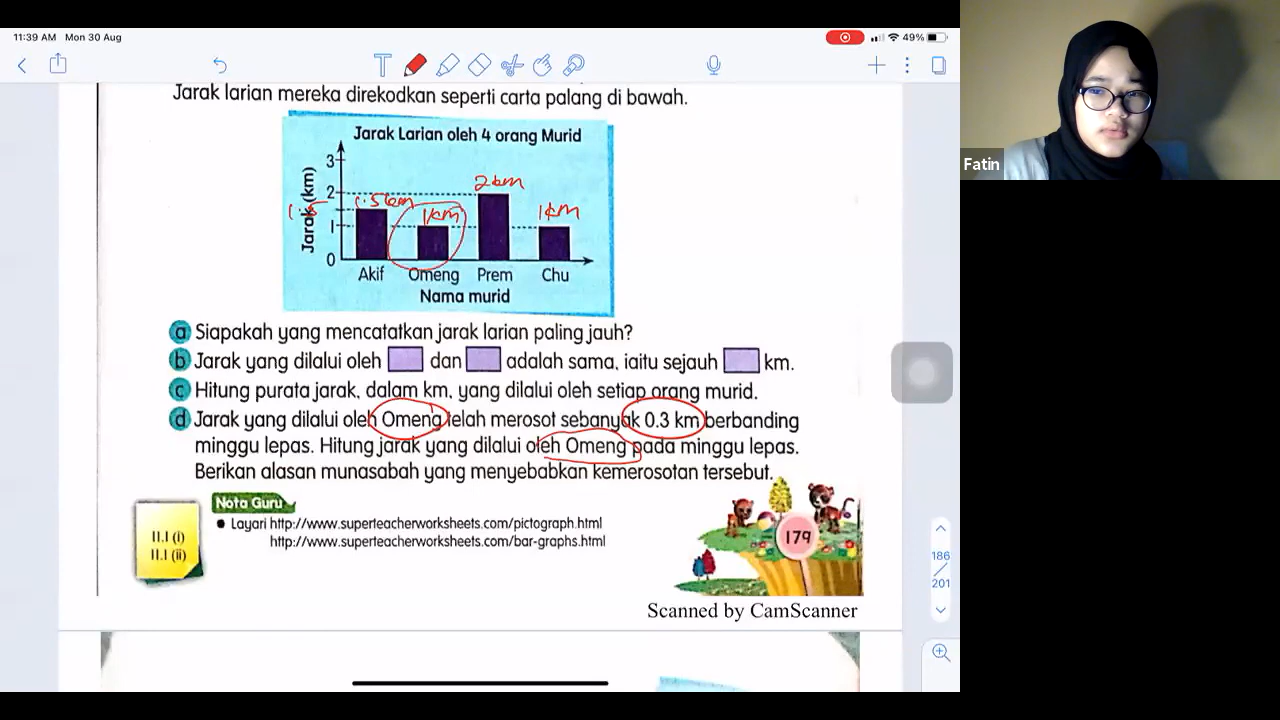 11:39 AM Mon 30 Aug
49%
Jarak larian mereka direkodkan seperti carta palang di bawah.
Jarak Larian oleh 4 orang Murid
Jarak (km)
3
2
1
0
1.5
1.5km
1km
2km
1km
Akif Omeng Prem Chu
Nama murid
a Siapakah yang mencatatkan jarak larian paling jauh?
b Jarak yang dilalui oleh dan adalah sama, iaitu sejauh km.
c Hitung purata jarak, dalam km, yang dilalui oleh setiap orang murid.
d Jarak yang dilalui oleh Omeng telah merosot sebanyak 0.3 km berbanding
minggu lepas. Hitung jarak yang dilalui oleh Omeng pada minggu lepas.
Berikan alasan munasabah yang menyebabkan kemerosotan tersebut.
Nota Guru
• Layari http://www.superteacherworksheets.com/pictograph.html
http://www.superteacherworksheets.com/bar-graphs.html
11.1 (i)
11.1 (ii)
179
Scanned by CamScanner
186
201
Fatin